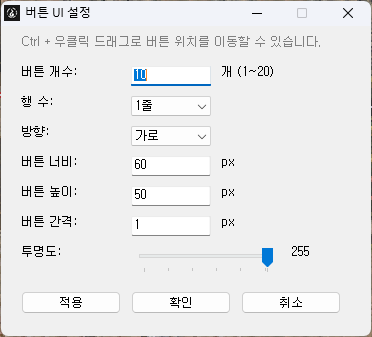 버튼 UI 설정
Ctrl + 우클릭 드래그로 버튼 위치를 이동할 수 있습니다.
버튼 개수: 10 개 (1~20)
행 수: 1줄
방향: 가로
버튼 너비: 60 px
버튼 높이: 50 px
버튼 간격: 1 px
투명도: 255
적용 확인 취소